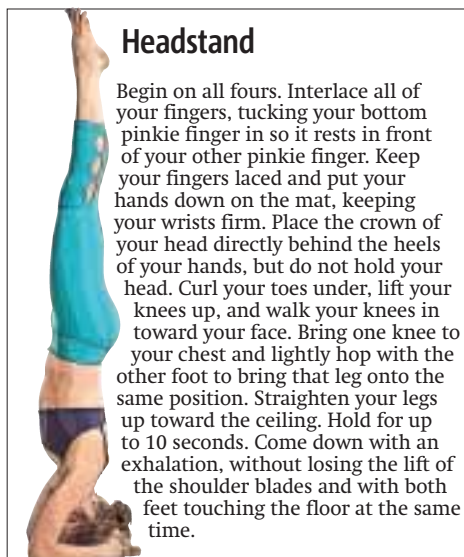 Headstand
Begin on all fours. Interlace all of
your fingers, tucking your bottom
pinkie finger in so it rests in front
of your other pinkie finger. Keep
your fingers laced and put your
hands down on the mat, keeping
your wrists firm. Place the crown of
your head directly behind the heels
of your hands, but do not hold your
head. Curl your toes under, lift your
knees up, and walk your knees in
toward your face. Bring one knee to
your chest and lightly hop with the
other foot to bring that leg onto the
same position. Straighten your legs
up toward the ceiling. Hold for up
to 10 seconds. Come down with an
exhalation, without losing the lift of
the shoulder blades and with both
feet touching the floor at the same
time.